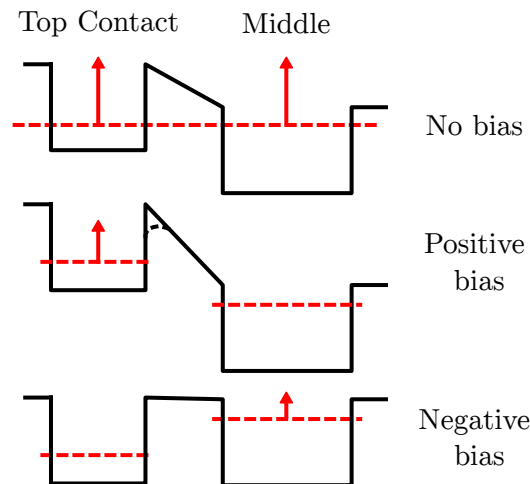 Top Contact
Middle
No bias
Positive
bias
Negative
bias